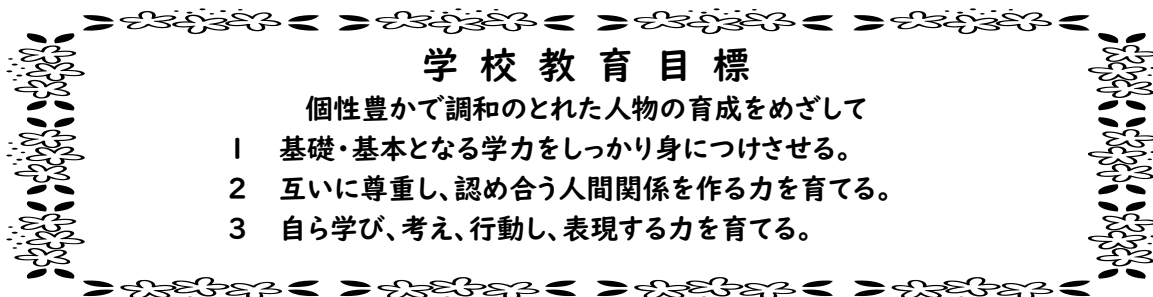 学校教育目標
個性豊かで調和のとれた人物の育成をめざして
1 基礎・基本となる学力をしっかり身につけさせる。
2 互いに尊重し、認め合う人間関係を作る力を育てる。
3 自ら学び、考え、行動し、表現する力を育てる。